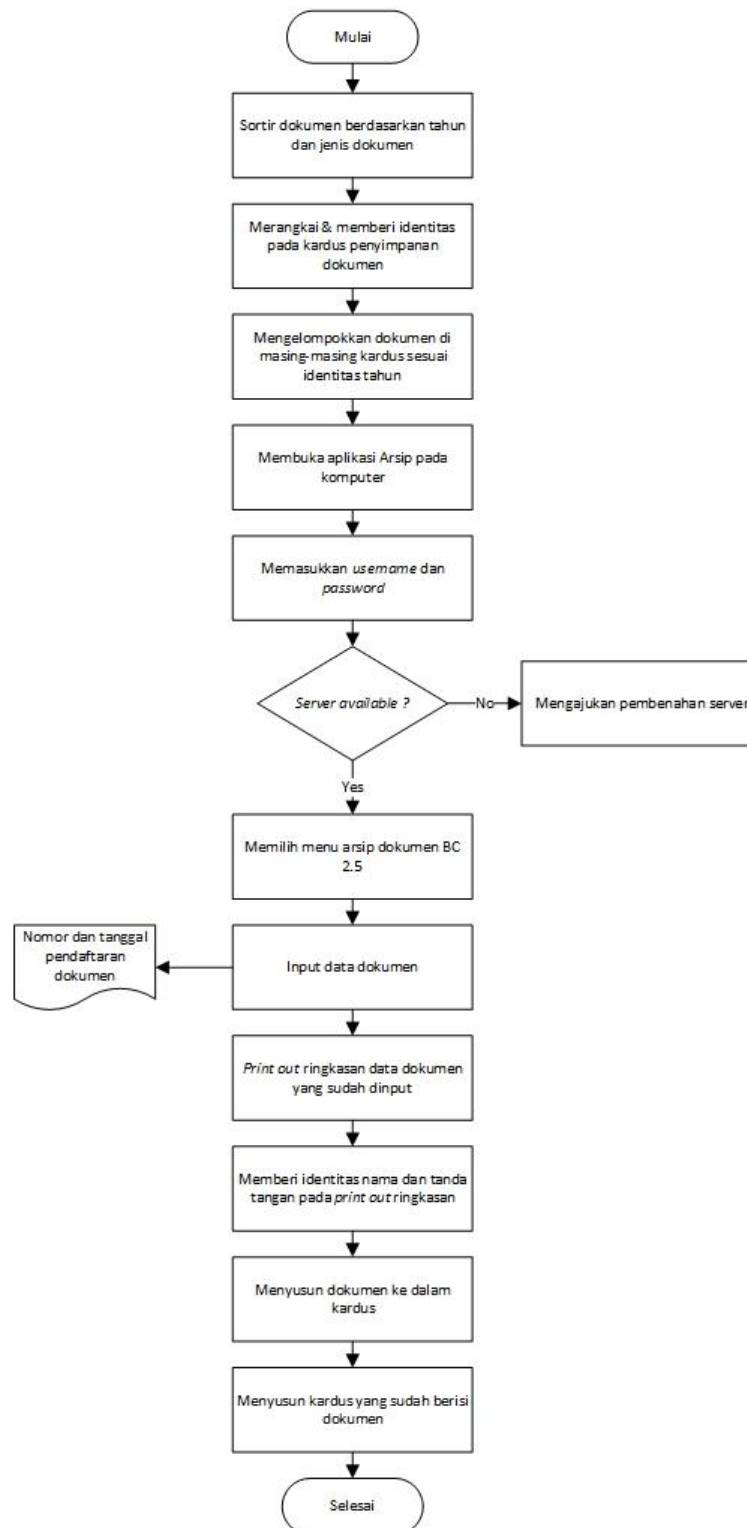 Mulai
Sortir dokumen berdasarkan tahun
dan jenis dokumen
Merangkai & memberi identitas
pada kardus penyimpanan
dokumen
Mengelompokkan dokumen di
masing-masing kardus sesuai
identitas tahun
Membuka aplikasi Arsip pada
komputer
Memasukkan username dan
password
Server available ?
No
Mengajukan pembenahan server
Yes
Memilih menu arsip dokumen BC
2.5
Nomor dan tanggal
pendaftaran
dokumen
Input data dokumen
Print out ringkasan data dokumen
yang sudah diinput
Memberi identitas nama dan tanda
tangan pada print out ringkasan
Menyusun dokumen ke dalam
kardus
Menyusun kardus yang sudah berisi
dokumen
Selesai